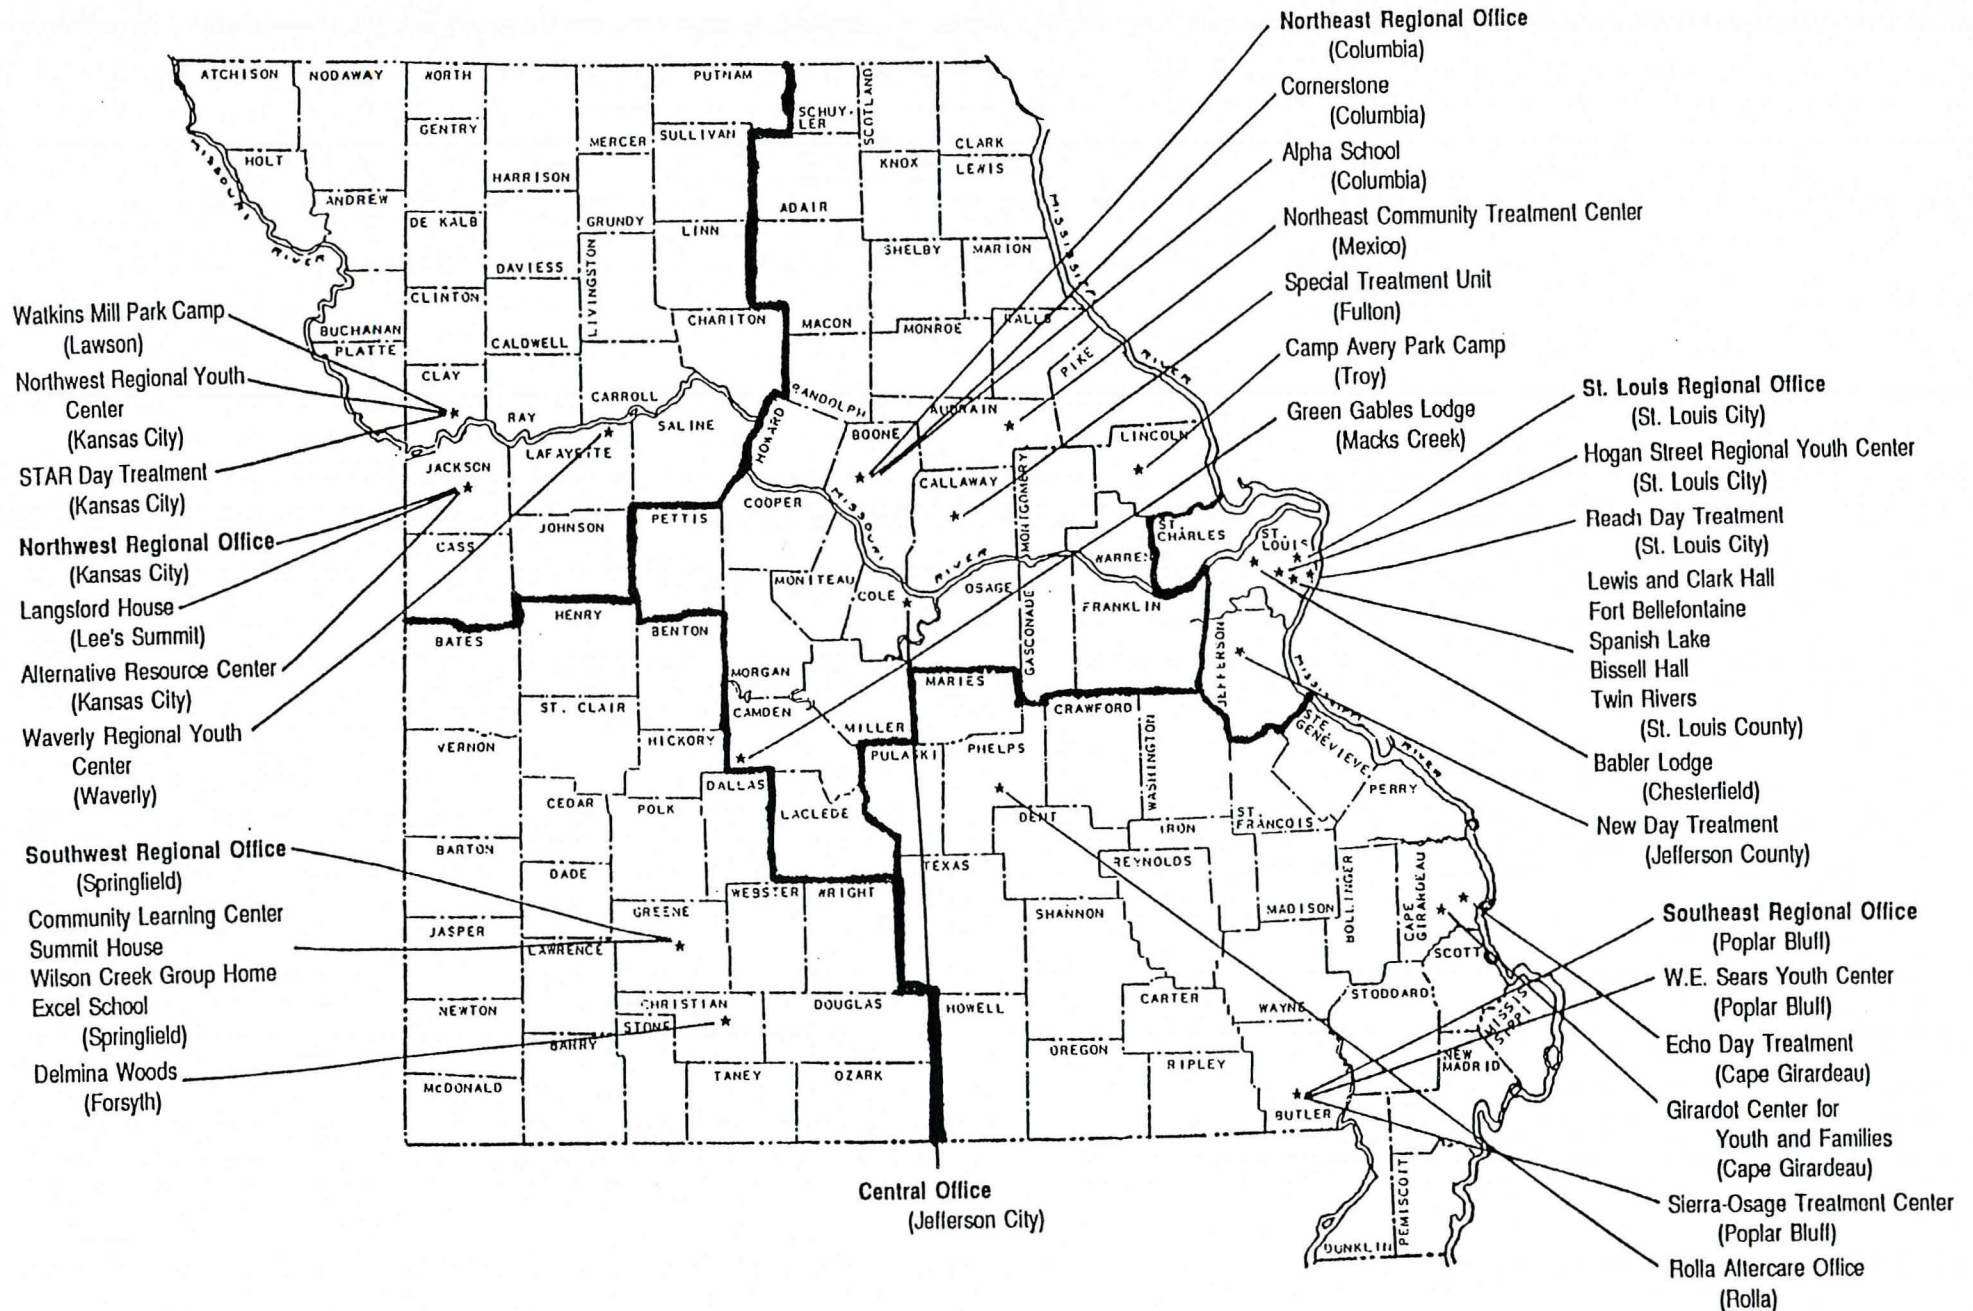 Northeast Regional Office
(Columbia)
Cornerstone
(Columbia)
Alpha School
(Columbia)
Northeast Community Treatment Center
(Mexico)
Special Treatment Unit
(Fulton)
Camp Avery Park Camp
(Troy)
Green Gables Lodge
(Macks Creek)
St. Louis Regional Office
(St. Louis City)
Hogan Street Regional Youth Center
(St. Louis City)
Reach Day Treatment
(St. Louis City)
Lewis and Clark Hall
Fort Bellefontaine
Spanish Lake
Bissell Hall
Twin Rivers
(St. Louis County)
Babler Lodge
(Chesterfield)
New Day Treatment
(Jefferson County)
Southeast Regional Office
(Poplar Bluff)
W.E. Sears Youth Center
(Poplar Bluff)
Echo Day Treatment
(Cape Girardeau)
Girardot Center for
Youth and Families
(Cape Girardeau)
Sierra-Osage Treatment Center
(Poplar Bluff)
Rolla Aftercare Office
(Rolla)
Watkins Mill Park Camp
(Lawson)
Northwest Regional Youth
Center
(Kansas City)
STAR Day Treatment
(Kansas City)
Northwest Regional Office
(Kansas City)
Langsford House
(Lee's Summit)
Alternative Resource Center
(Kansas City)
Waverly Regional Youth
Center
(Waverly)
Southwest Regional Office
(Springfield)
Community Learning Center
Summit House
Wilson Creek Group Home
Excel School
(Springfield)
Delmina Woods
(Forsyth)
Central Office
(Jefferson City)
ATCHISON
NODAWAY
WORTH
PUTNAM
SCHUY-
LER
SCOTLAND
CLARK
GENTRY
MERCER
SULLIVAN
HOLT
HARRISON
KNOX
LEWIS
ANDREW
DE KALB
GRUNDY
LINN
ADAIR
SHELBY
MARION
MISSOURI
RIVER
DAVIESS
LIVINGSTON
CLINTON
CHARITON
MACON
MONROE
RALLS
BUCHANAN
PLATTE
CALDWELL
PIKE
MISSISSIPPI
RIVER
CLAY
RAY
CARROLL
SALINE
HOWARD
RANDOLPH
AUDRAIN
BOONE
LINCOLN
JACKSON
LAFAYETTE
CALLAWAY
MONTGOMERY
COOPER
PETTIS
JOHNSON
CASS
MISSOURI
RIVER
WARREN
ST.
CHARLES
ST.
LOUIS
MONITEAU
COLE
OSAGE
GASCONADE
FRANKLIN
JEFFERSON
BATES
HENRY
BENTON
MORGAN
CAMDEN
MILLER
MARIES
CRAWFORD
ST. CLAIR
HICKORY
VERNON
PULASKI
PHELPS
WASHINGTON
STE.
GENEVIEVE
MISSISSIPPI
RIVER
CEDAR
POLK
DALLAS
LACLEDE
DENT
IRON
ST.
FRANCOIS
PERRY
BARTON
DADE
GREENE
WEBSTER
WRIGHT
TEXAS
REYNOLDS
SHANNON
MADISON
BOLLINGER
CAPE
GIRARDEAU
SCOTT
JASPER
LAWRENCE
NEWTON
CHRISTIAN
STONE
BARRY
DOUGLAS
HOWELL
CARTER
WAYNE
STODDARD
MISSIS
SIPPI
McDONALD
TANEY
OZARK
OREGON
RIPLEY
BUTLER
NEW
MADRID
PEMISCOT
DUNKLIN